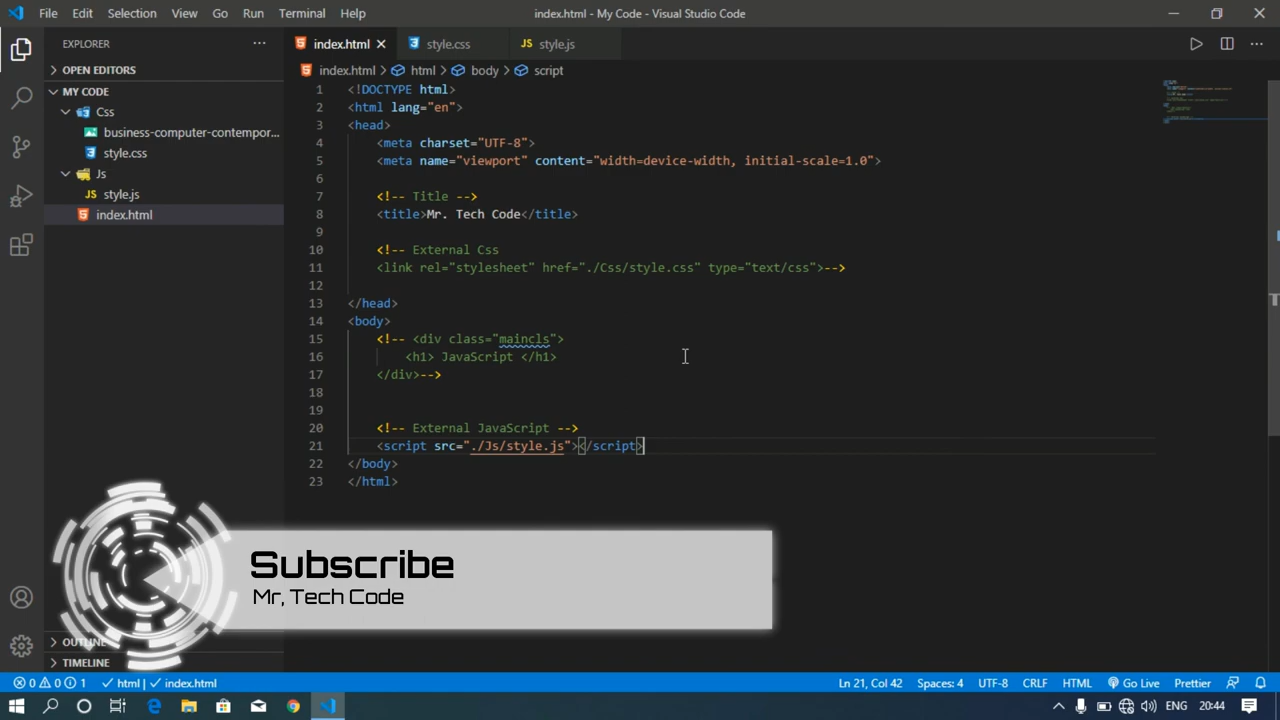 File Edit Selection View Go Run Terminal Help
index.html - My Code - Visual Studio Code
EXPLORER
OPEN EDITORS
MY CODE
Css
business-computer-contempor...
style.css
Js
JS style.js
index.html
OUTLINE
TIMELINE
index.html style.css JS style.js
index.html > html > body > script
1 <!DOCTYPE html>
2 <html lang="en">
3 <head>
4 <meta charset="UTF-8">
5 <meta name="viewport" content="width=device-width, initial-scale=1.0">
6
7 <!-- Title -->
8 <title>Mr. Tech Code</title>
9
10 <!-- External Css
11 <link rel="stylesheet" href="./Css/style.css" type="text/css">-->
12
13 </head>
14 <body>
15 <!-- <div class="maincls">
16 <h1> JavaScript </h1>
17 </div>-->
18
19
20 <!-- External JavaScript -->
21 <script src="./Js/style.js"></script>
22 </body>
23 </html>
Subscribe
Mr, Tech Code
0 0 1 html | index.html Ln 21, Col 42 Spaces: 4 UTF-8 CRLF HTML Go Live Prettier
ENG 20:44